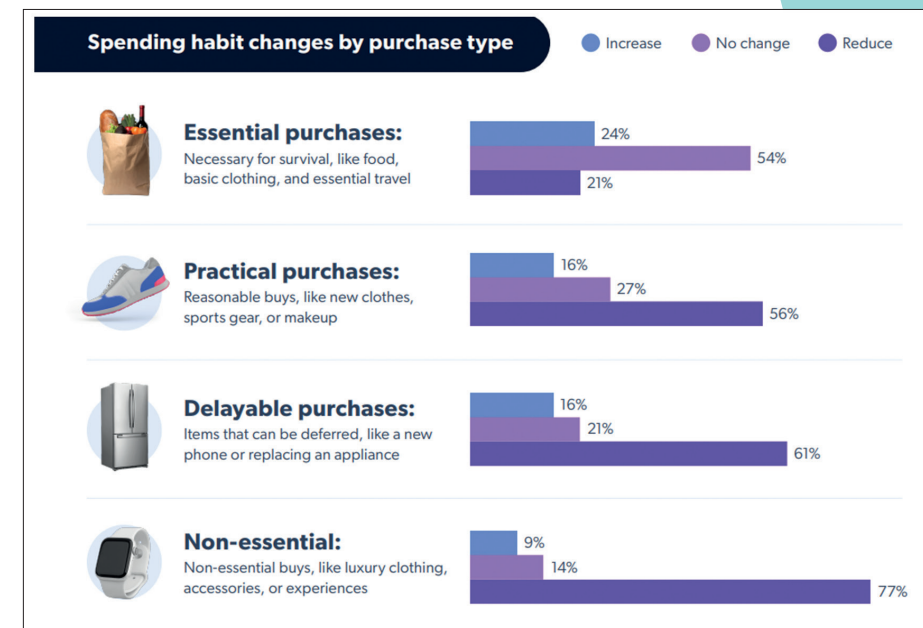 Spending habit changes by purchase type
Increase
No change
Reduce
Essential purchases:
Necessary for survival, like food,
basic clothing, and essential travel
24%
54%
21%
Practical purchases:
Reasonable buys, like new clothes,
sports gear, or makeup
16%
27%
56%
Delayable purchases:
Items that can be deferred, like a new
phone or replacing an appliance
16%
21%
61%
Non-essential:
Non-essential buys, like luxury clothing,
accessories, or experiences
9%
14%
77%